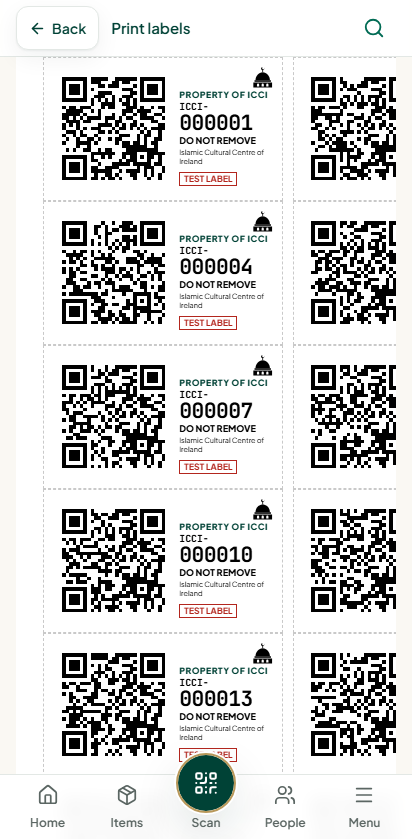 Back
Print labels
PROPERTY OF ICCI
ICCI-
000001
DO NOT REMOVE
Islamic Cultural Centre of
Ireland
TEST LABEL
PROPERTY OF ICCI
ICCI-
000004
DO NOT REMOVE
Islamic Cultural Centre of
Ireland
TEST LABEL
PROPERTY OF ICCI
ICCI-
000007
DO NOT REMOVE
Islamic Cultural Centre of
Ireland
TEST LABEL
PROPERTY OF ICCI
ICCI-
000010
DO NOT REMOVE
Islamic Cultural Centre of
Ireland
TEST LABEL
PROPERTY OF ICCI
ICCI-
000013
DO NOT REMOVE
Islamic Cultural Centre of
Ireland
TEST LABEL
Home
Items
Scan
People
Menu